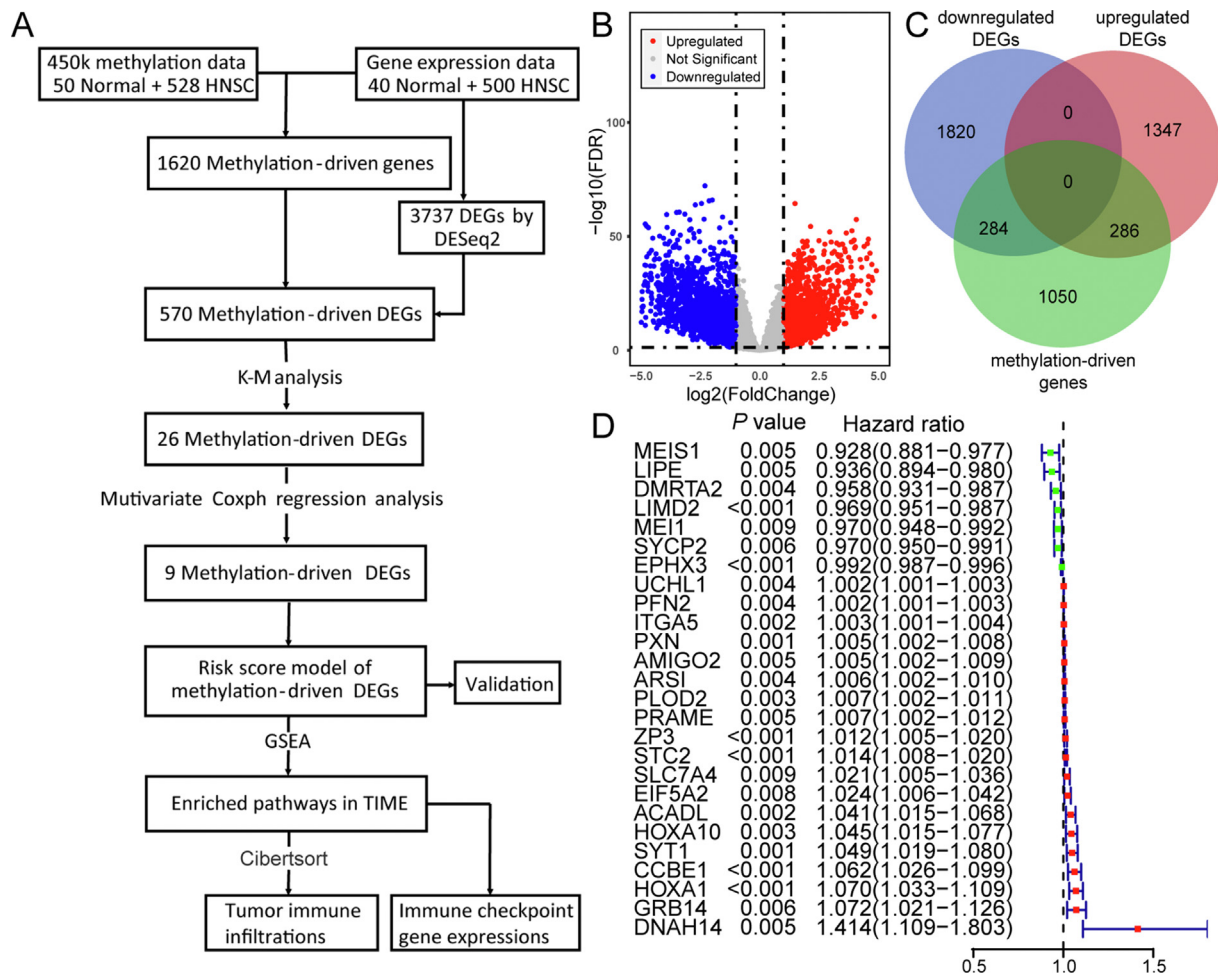 A
450k methylation data
50 Normal + 528 HNSC
Gene expression data
40 Normal + 500 HNSC
1620 Methylation-driven genes
3737 DEGs by
DESeq2
570 Methylation-driven DEGs
K-M analysis
26 Methylation-driven DEGs
Mutivariate Coxph regression analysis
9 Methylation-driven DEGs
Risk score model of
methylation-driven DEGs
Validation
GSEA
Enriched pathways in TIME
Cibertsort
Tumor immune
infiltrations
Immune checkpoint
gene expressions
B
Upregulated
Not Significant
Downregulated
-log10(FDR)
100
50
0
-5.0 -2.5 0.0 2.5 5.0
log2(FoldChange)
C
downregulated
DEGs
upregulated
DEGs
1820
0
1347
0
284
286
1050
methylation-driven
genes
D
P value Hazard ratio
MEIS1 0.005 0.928(0.881-0.977)
LIPE 0.005 0.936(0.894-0.980)
DMRTA2 0.004 0.958(0.931-0.987)
LIMD2 <0.001 0.969(0.951-0.987)
MEI1 0.009 0.970(0.948-0.992)
SYCP2 0.006 0.970(0.950-0.991)
EPHX3 <0.001 0.992(0.987-0.996)
UCHL1 0.004 1.002(1.001-1.003)
PFN2 0.004 1.002(1.001-1.003)
ITGA5 0.002 1.003(1.001-1.004)
PXN 0.001 1.005(1.002-1.008)
AMIGO2 0.005 1.005(1.002-1.009)
ARSI 0.004 1.006(1.002-1.010)
PLOD2 0.003 1.007(1.002-1.011)
PRAME 0.005 1.007(1.002-1.012)
ZP3 <0.001 1.012(1.005-1.020)
STC2 <0.001 1.014(1.008-1.020)
SLC7A4 0.009 1.021(1.005-1.036)
EIF5A2 0.008 1.024(1.006-1.042)
ACADL 0.002 1.041(1.015-1.068)
HOXA10 0.003 1.045(1.015-1.077)
SYT1 0.001 1.049(1.019-1.080)
CCBE1 <0.001 1.062(1.026-1.099)
HOXA1 <0.001 1.070(1.033-1.109)
GRB14 0.006 1.072(1.021-1.126)
DNAH14 0.005 1.414(1.109-1.803)
0.5 1.0 1.5